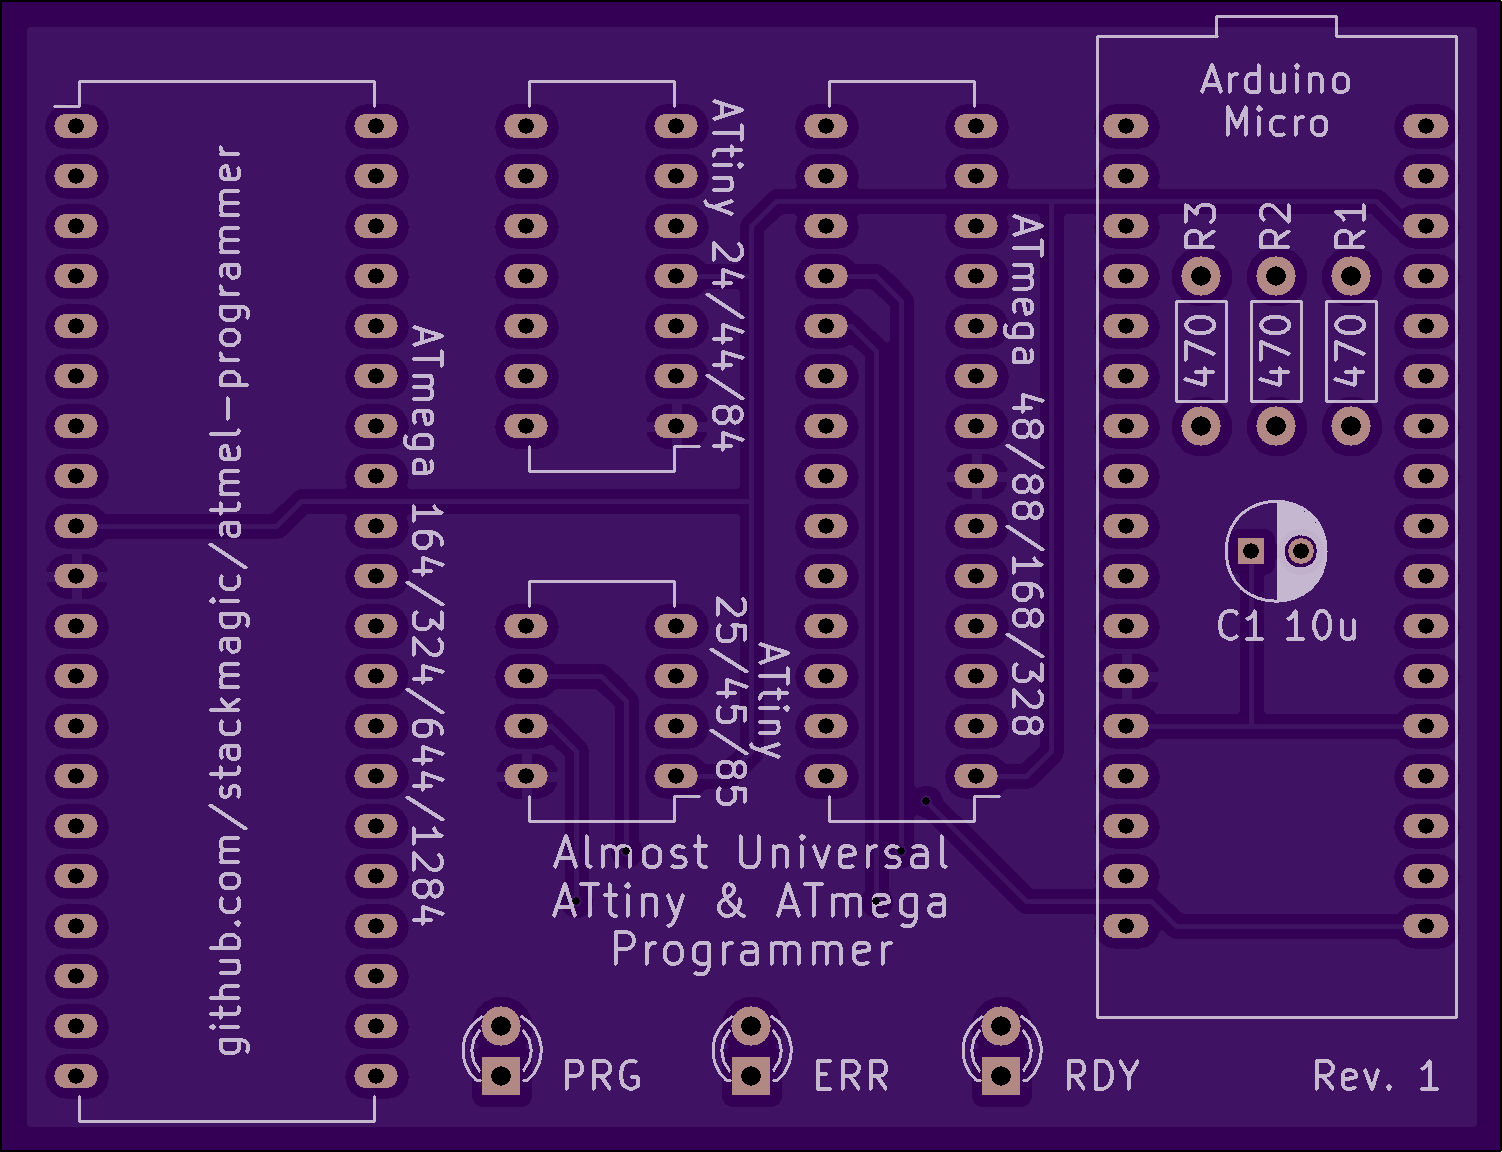 Arduino
Micro
R3
R2
R1
470
470
470
C1 10u
github.com/stackmagic/atmel-programmer
ATmega 164/324/644/1284
ATtiny 24/44/84
ATtiny
25/45/85
ATmega 48/88/168/328
Almost Universal
ATtiny & ATmega
Programmer
PRG
ERR
RDY
Rev. 1